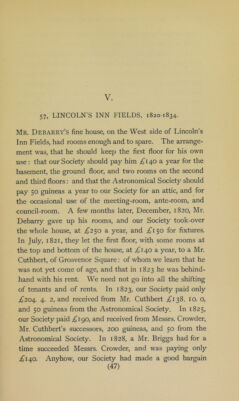 V.
57, LINCOLN'S INN FIELDS, 1820-1834.
MR. DEBARRY'S fine house, on the West side of Lincoln's
Inn Fields, had rooms enough and to spare. The arrange-
ment was, that he should keep the first floor for his own
use: that our Society should pay him £140 a year for the
basement, the ground floor, and two rooms on the second
and third floors: and that the Astronomical Society should
pay 50 guineas a year to our Society for an attic, and for
the occasional use of the meeting-room, ante-room, and
council-room. A few months later, December, 1820, Mr.
Debarry gave up his rooms, and our Society took-over
the whole house, at £250 a year, and £150 for fixtures.
In July, 1821, they let the first floor, with some rooms at
the top and bottom of the house, at £140 a year, to a Mr.
Cuthbert, of Grosvenor Square: of whom we learn that he
was not yet come of age, and that in 1823 he was behind-
hand with his rent. We need not go into all the shifting
of tenants and of rents. In 1823, our Society paid only
£204. 4. 2, and received from Mr. Cuthbert £138. 10. 0,
and 50 guineas from the Astronomical Society. In 1825,
our Society paid £190, and received from Messrs. Crowder,
Mr. Cuthbert's successors, 200 guineas, and 50 from the
Astronomical Society. In 1828, a Mr. Briggs had for a
time succeeded Messrs. Crowder, and was paying only
£140. Anyhow, our Society had made a good bargain
(47)